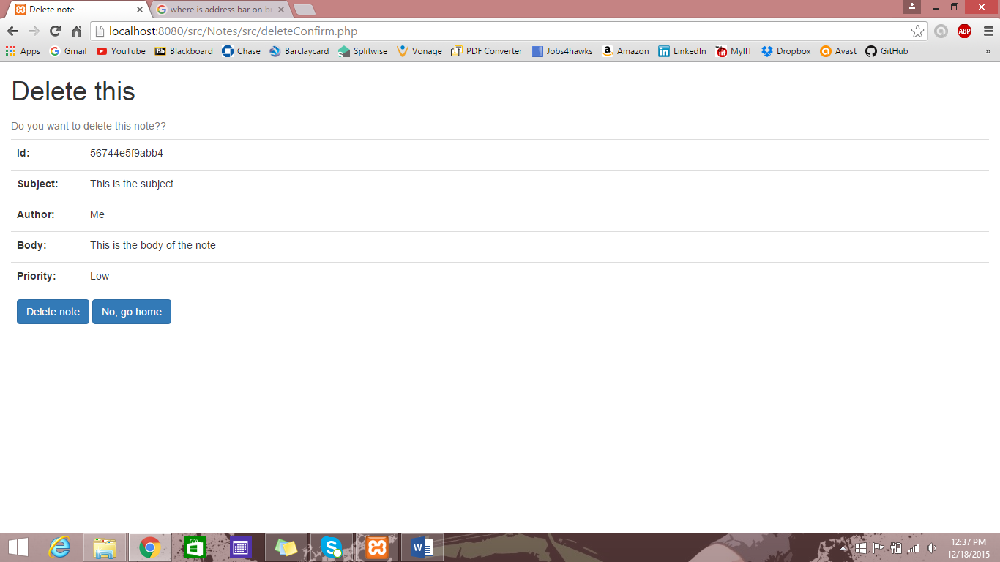 Delete note
where is address bar on b
localhost:8080/src/Notes/src/deleteConfirm.php
ABP
Apps Gmail YouTube Bb Blackboard Chase Barclaycard Splitwise Vonage PDF Converter Jobs4hawks a Amazon in LinkedIn MyIIT Dropbox Avast GitHub »
Delete this
Do you want to delete this note??
Id: 56744e5f9abb4
Subject: This is the subject
Author: Me
Body: This is the body of the note
Priority: Low
Delete note No, go home
12:37 PM
12/18/2015